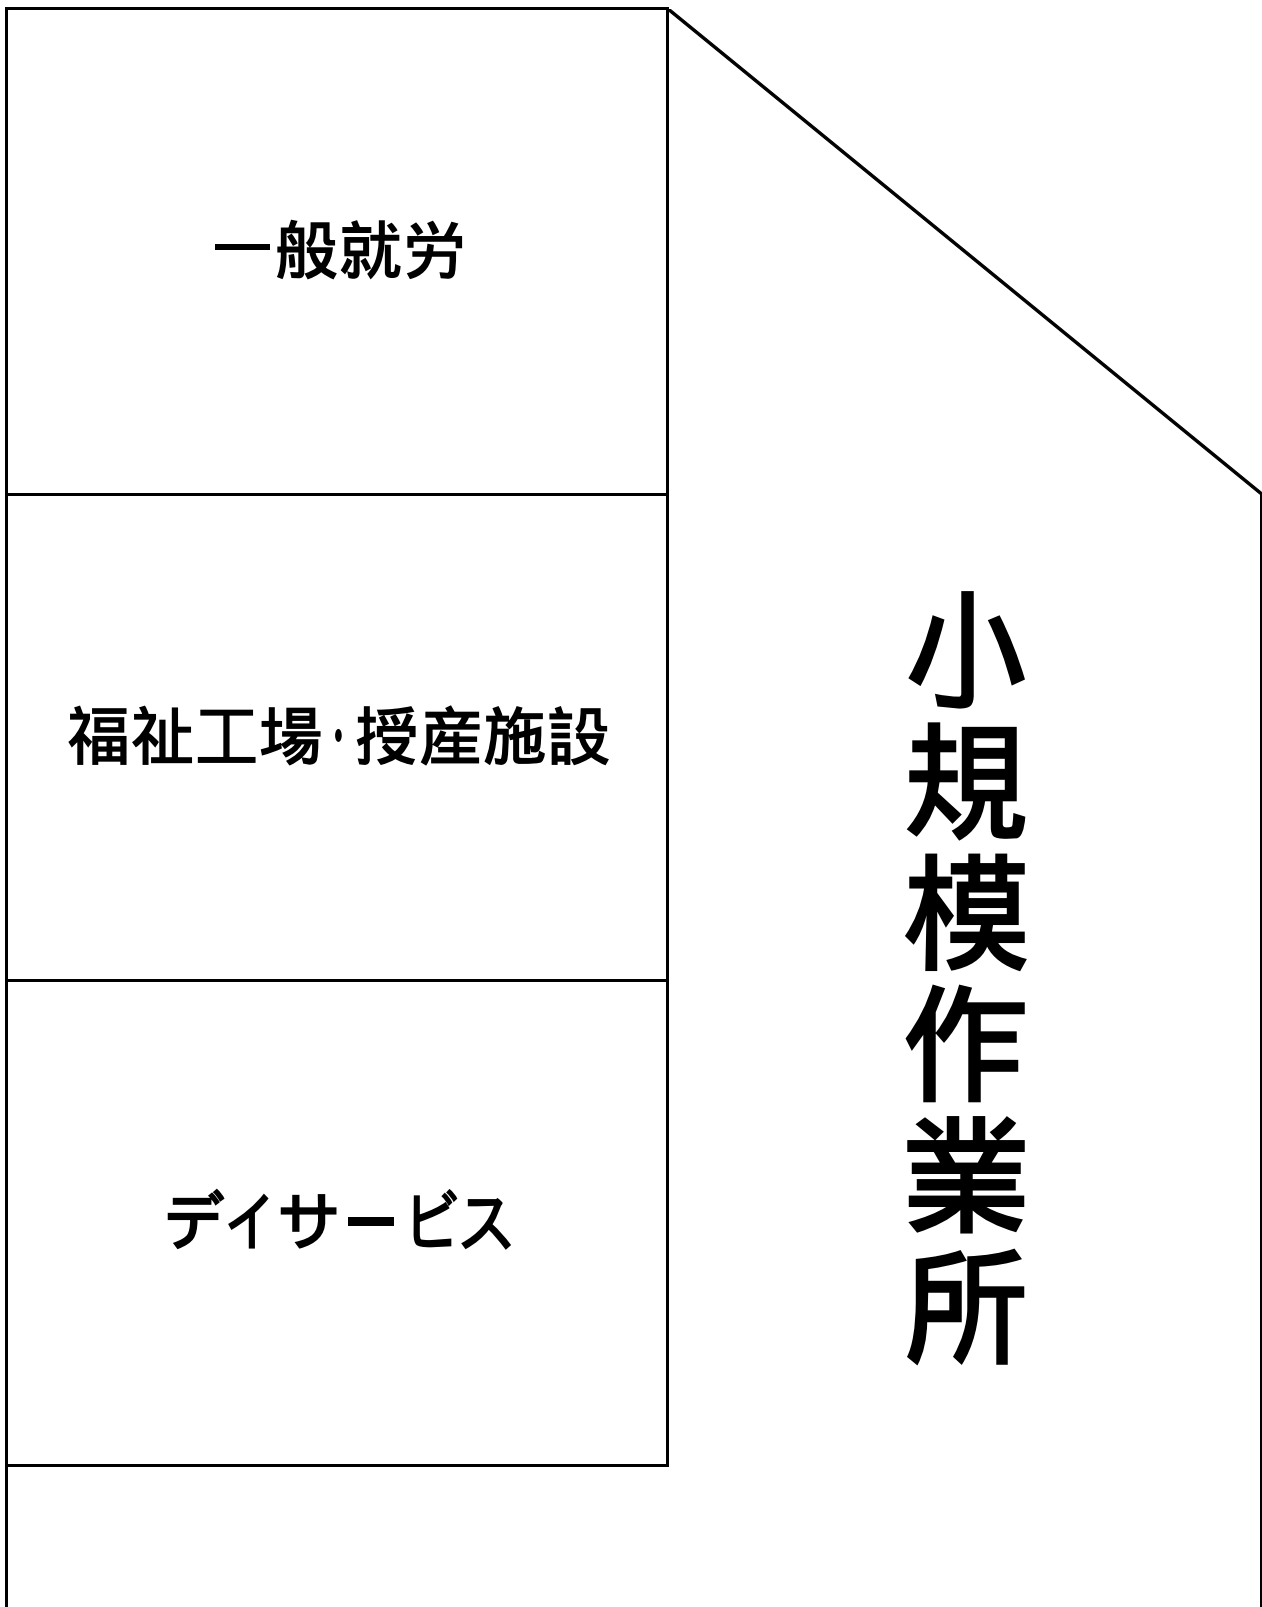 一般就労
福祉工場・授産施設
デイサービス
小規模作業所